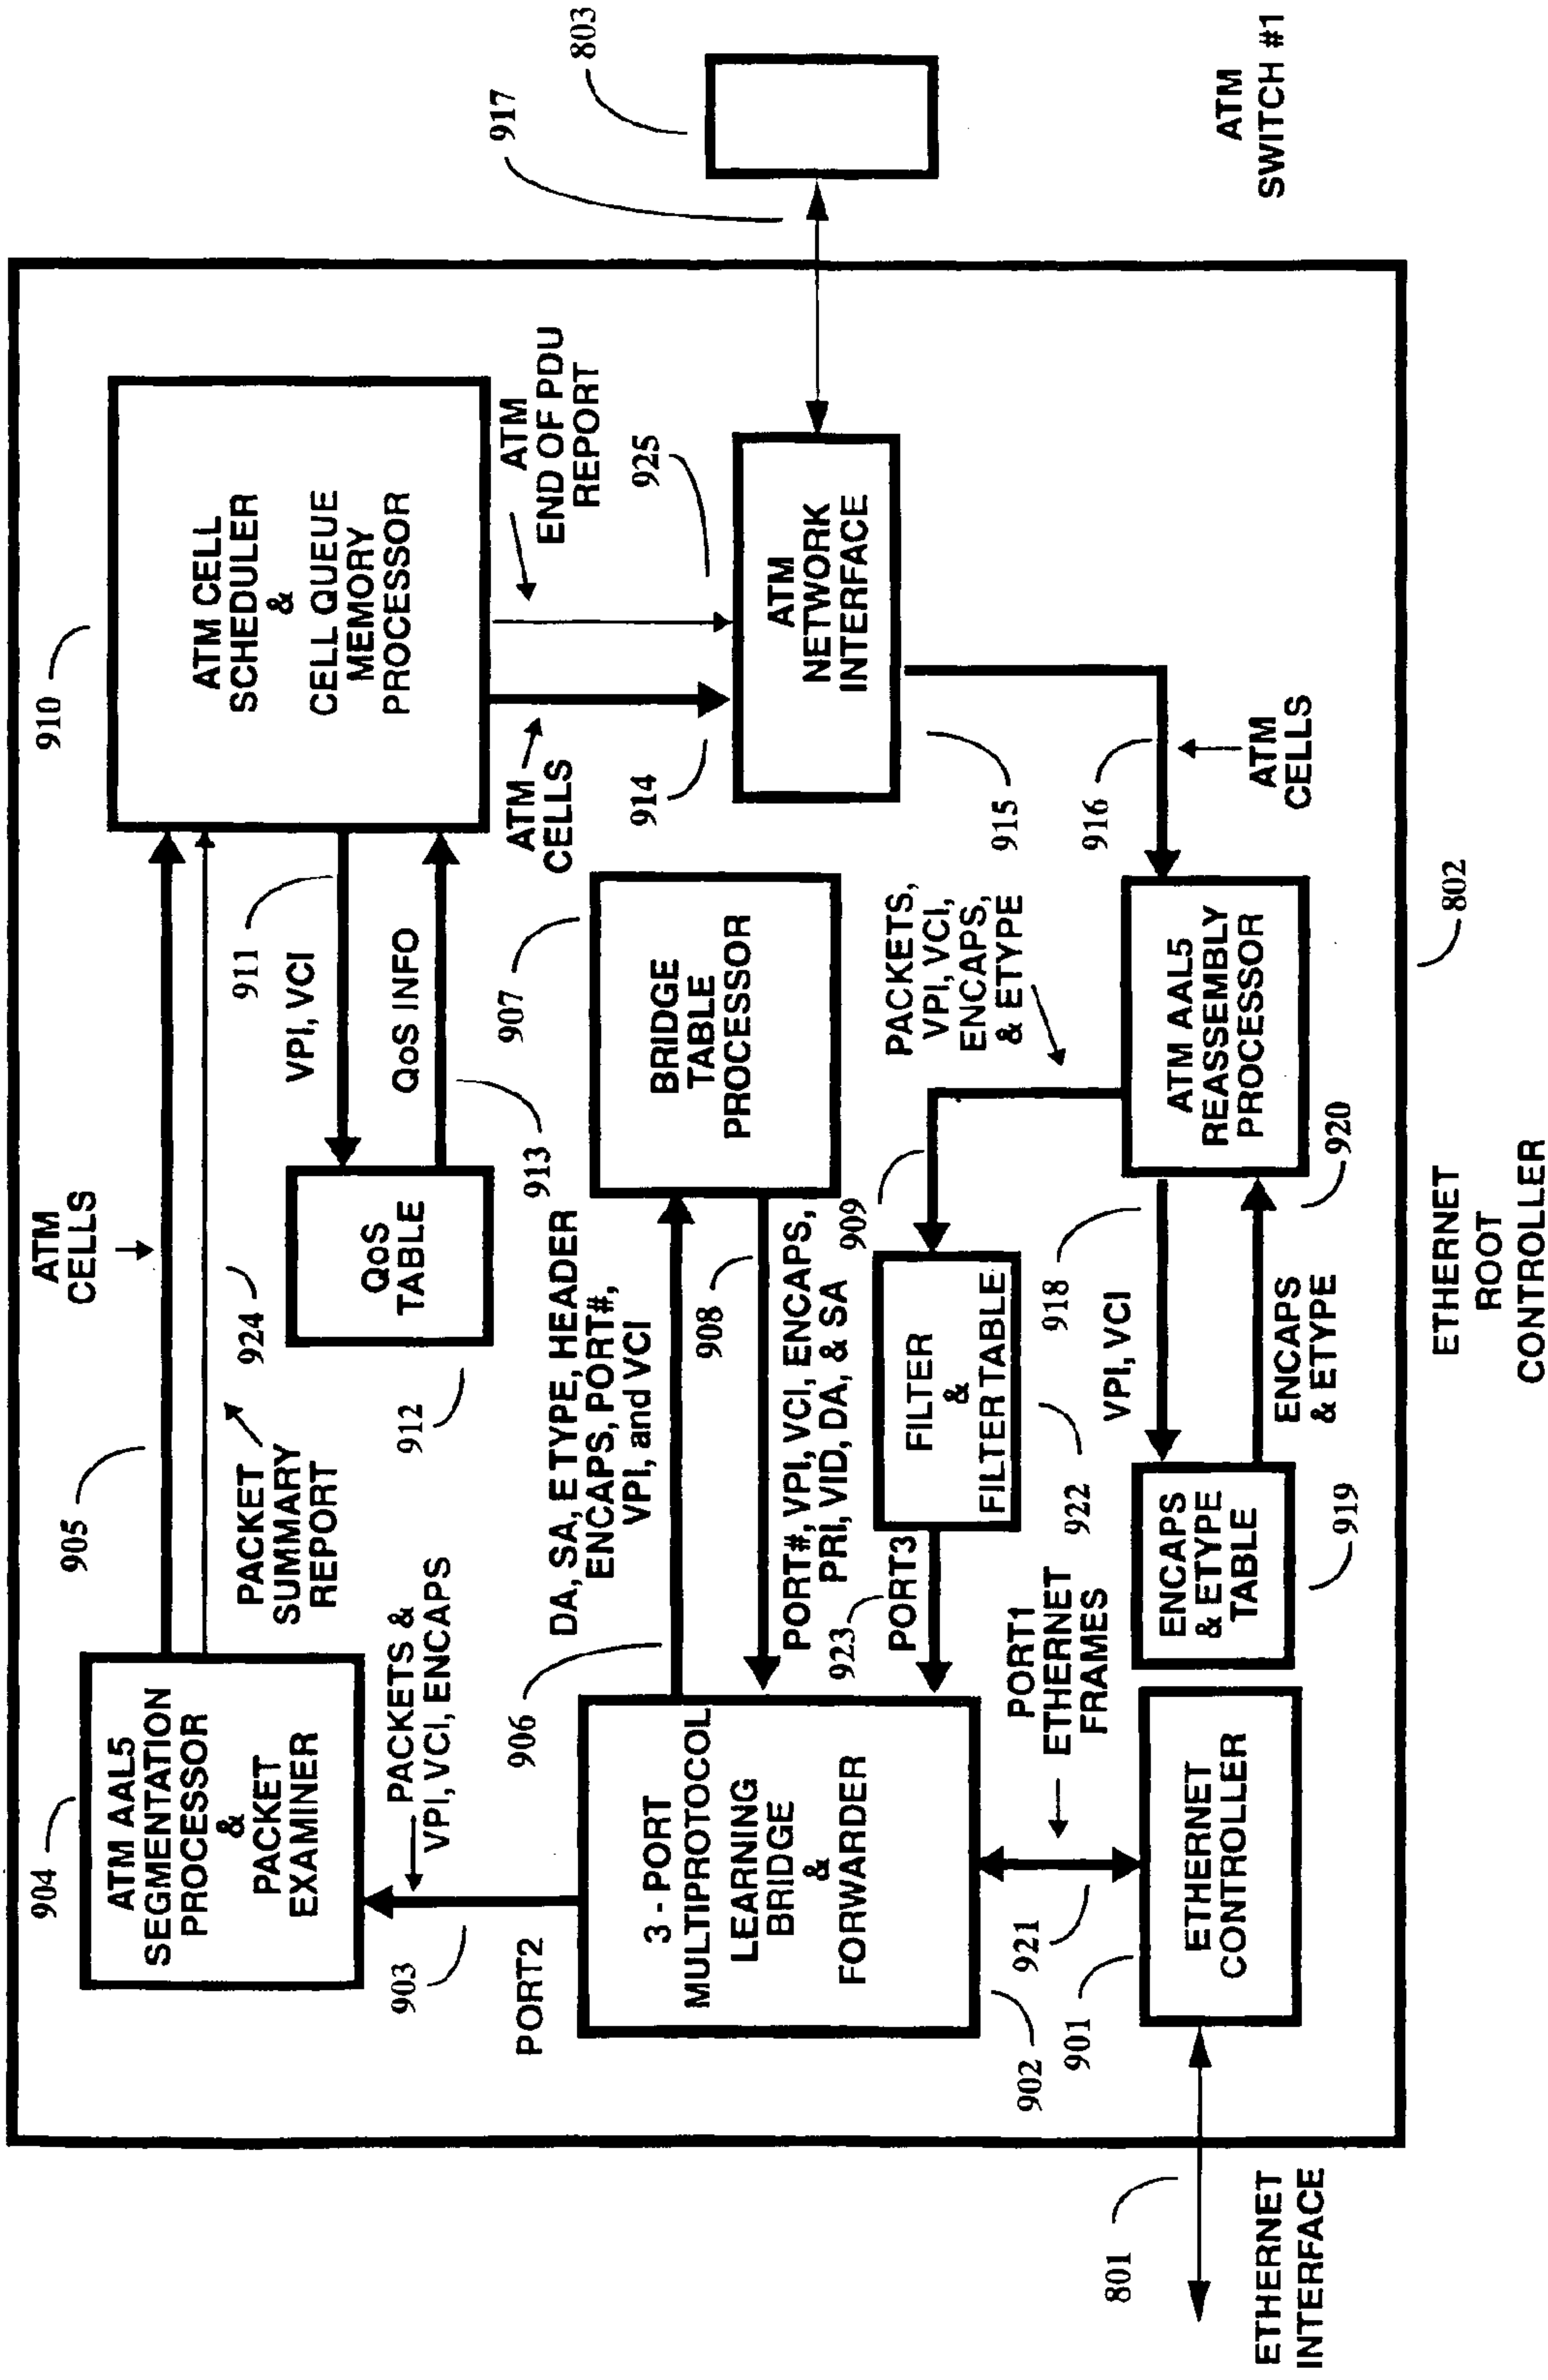 ATM
CELLS
905
904
ATM AAL5
SEGMENTATION
PROCESSOR
&
PACKET
EXAMINER
PACKET
SUMMARY
REPORT
924
910
ATM CELL
SCHEDULER
&
CELL QUEUE
MEMORY
PROCESSOR
911
VPI, VCI
QoS INFO
913
QoS
TABLE
912
903
PACKETS &
VPI, VCI, ENCAPS
PORT2
ATM
END OF PDU
REPORT
ATM
CELLS
914
925
ATM
NETWORK
INTERFACE
917
803
ATM
SWITCH #1
907
BRIDGE
TABLE
PROCESSOR
DA, SA, ETYPE, HEADER
ENCAPS, PORT#,
VPI, and VCI
906
908
PORT#, VPI, VCI, ENCAPS,
PRI, VID, DA, & SA
3 - PORT
MULTIPROTOCOL
LEARNING
BRIDGE
&
FORWARDER
902
923
PORT3
FILTER
&
FILTER TABLE
922
909
PACKETS,
VPI, VCI,
ENCAPS,
& ETYPE
915
916
ATM
CELLS
ATM AAL5
REASSEMBLY
PROCESSOR
920
918
VPI, VCI
ENCAPS
& ETYPE
ENCAPS
& ETYPE
TABLE
919
PORT1
ETHERNET
FRAMES
921
901
ETHERNET
CONTROLLER
801
ETHERNET
INTERFACE
802
ETHERNET
ROOT
CONTROLLER